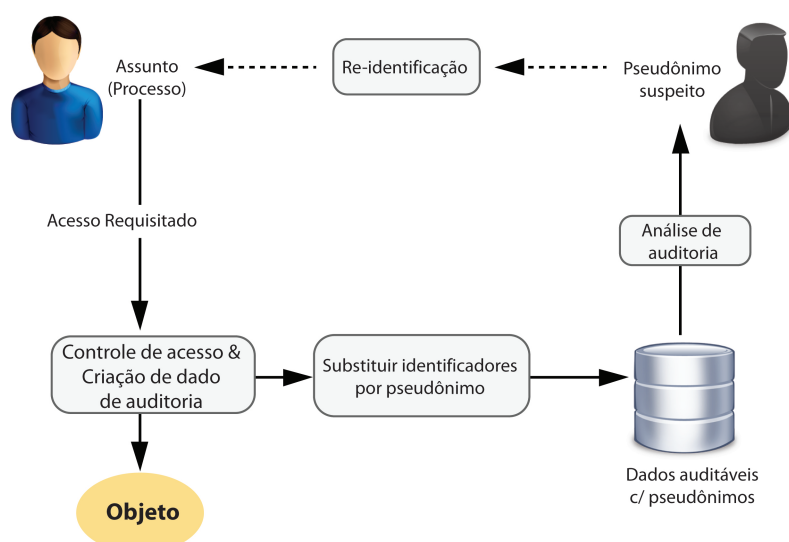 Assunto
(Processo)
Re-identificação
Pseudônimo
suspeito
Acesso Requisitado
Análise de
auditoria
Controle de acesso &
Criação de dado
de auditoria
Substituir identificadores
por pseudônimo
Dados auditáveis
c/ pseudônimos
Objeto